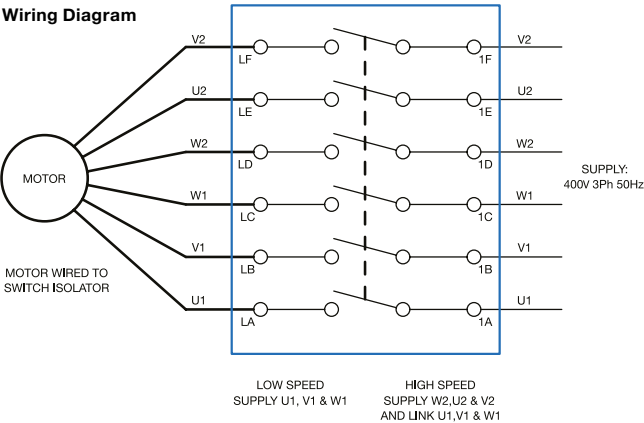 Wiring Diagram
V2
LF
1F
V2
U2
LE
1E
U2
W2
LD
1D
W2
MOTOR
W1
LC
1C
W1
SUPPLY:
400V 3Ph 50Hz
V1
LB
1B
V1
MOTOR WIRED TO
SWITCH ISOLATOR
U1
LA
1A
U1
LOW SPEED
SUPPLY U1, V1 & W1
HIGH SPEED
SUPPLY W2,U2 & V2
AND LINK U1,V1 & W1